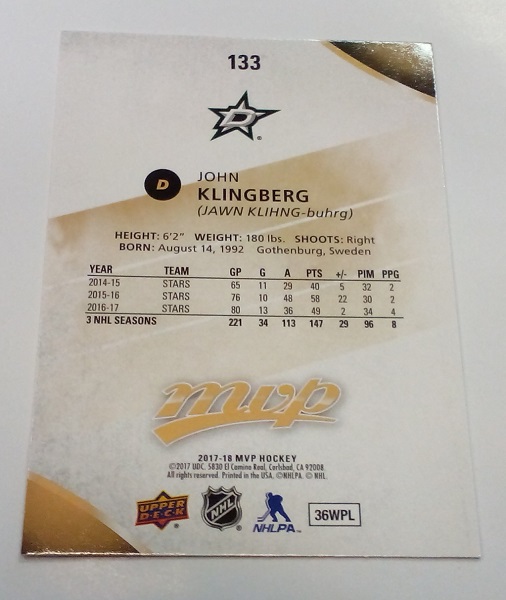 133
D
D
JOHN
KLINGBERG
(JAWN KLIHNG-buhrg)
HEIGHT: 6'2" WEIGHT: 180 lbs. SHOOTS: Right
BORN: August 14, 1992 Gothenburg, Sweden
YEAR TEAM GP G A PTS +/- PIM PPG
2014-15 STARS 65 11 29 40 5 32 2
2015-16 STARS 76 10 48 58 22 30 2
2016-17 STARS 80 13 36 49 2 34 4
3 NHL SEASONS 221 34 113 147 29 96 8
mvp
2017-18 MVP HOCKEY
©2017 UDC. 5830 El Camino Real, Carlsbad, CA 92008.
All rights reserved. Printed in the USA. ©NHLPA. © NHL.
UPPER DECK NHL NHLPA 36WPL